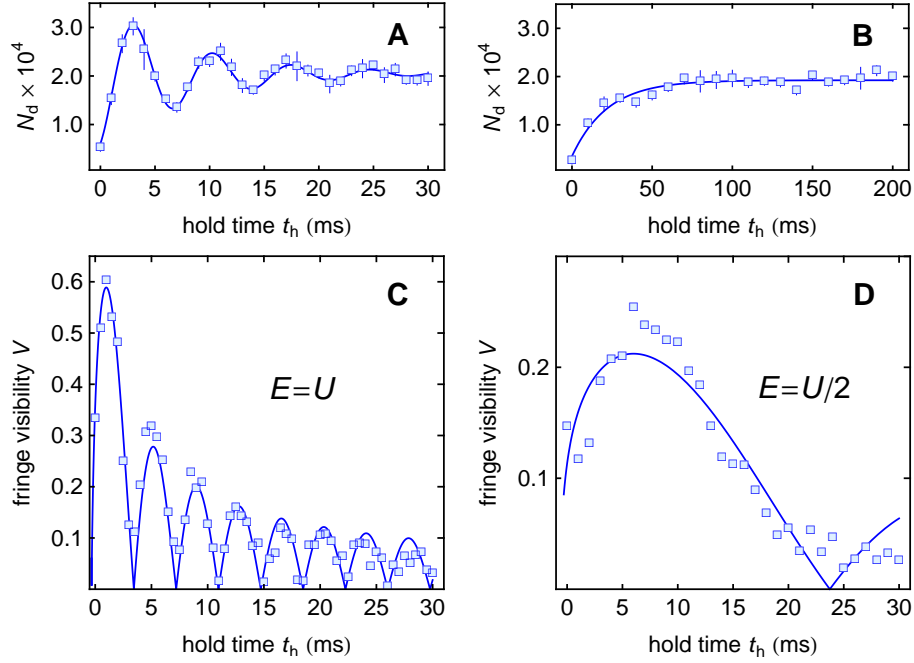 A
N_d × 10^4
3.0
2.0
1.0
0 5 10 15 20 25 30
hold time t_h (ms)
B
N_d × 10^4
3.0
2.0
1.0
0 50 100 150 200
hold time t_h (ms)
C
fringe visibility V
0.6
0.5
0.4
0.3
0.2
0.1
E=U
0 5 10 15 20 25 30
hold time t_h (ms)
D
fringe visibility V
0.2
0.1
E=U/2
0 5 10 15 20 25 30
hold time t_h (ms)